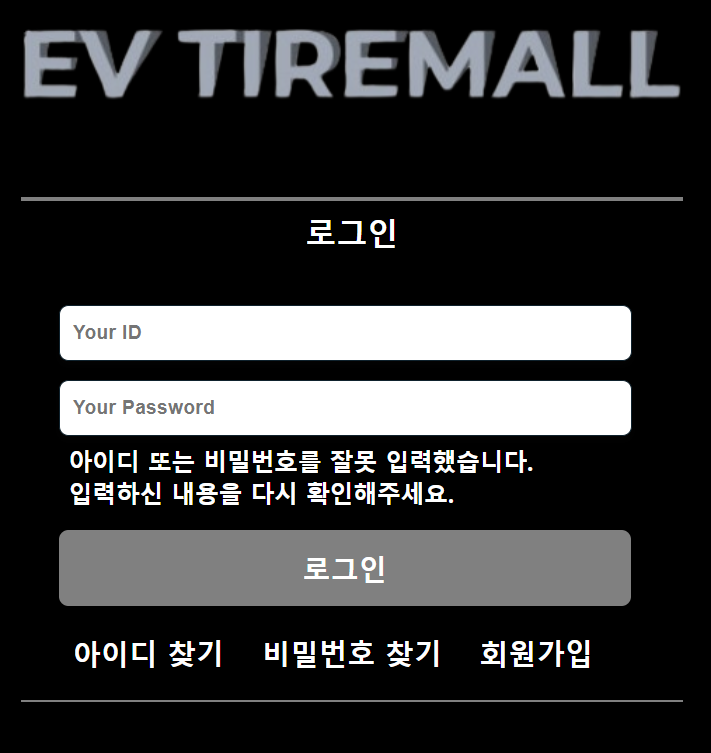 EV TIREMALL
로그인
Your ID
Your Password
아이디 또는 비밀번호를 잘못 입력했습니다.
입력하신 내용을 다시 확인해주세요.
로그인
아이디 찾기 비밀번호 찾기 회원가입